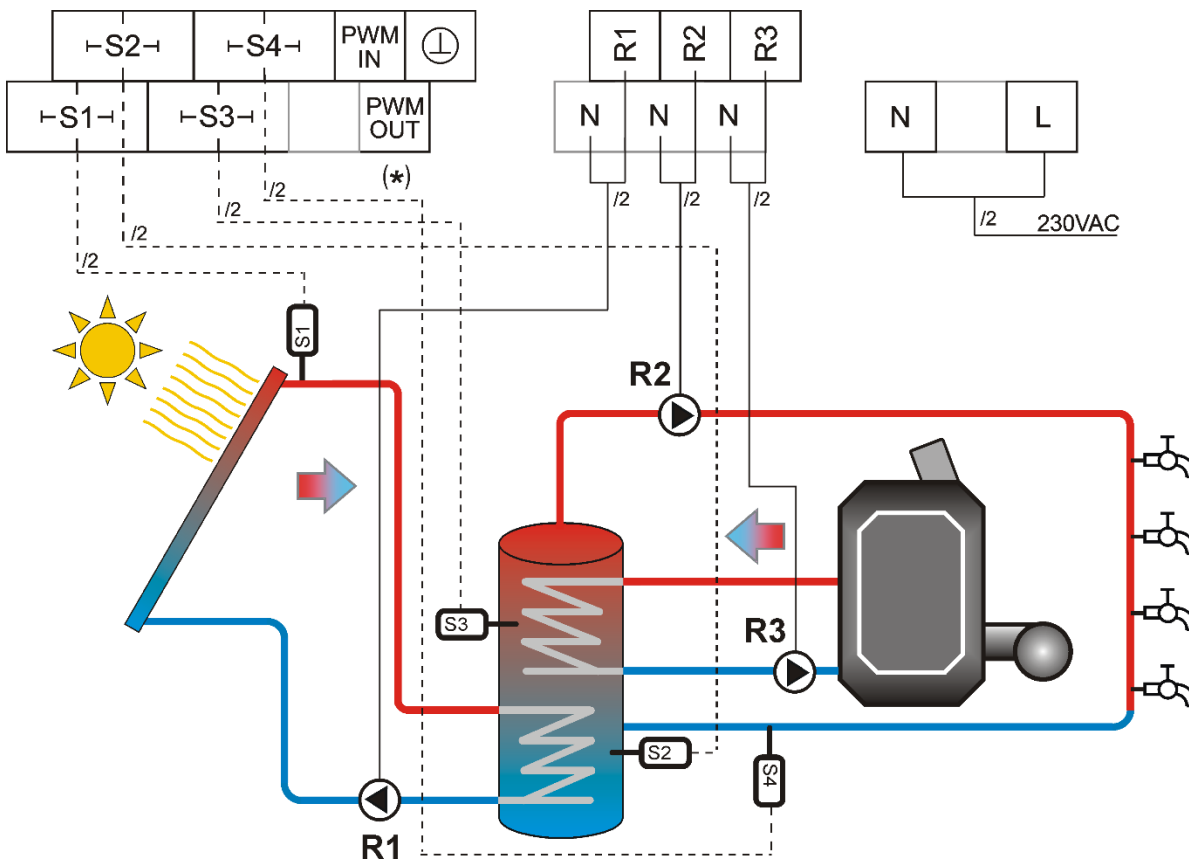 S2 S4 PWM IN
S1 S3 PWM OUT
R1 R2 R3
N N N
N L
(*)
/2 /2 /2 /2
/2 /2 /2
/2 230VAC
S1
R2
S3
R3
S2
S4
R1